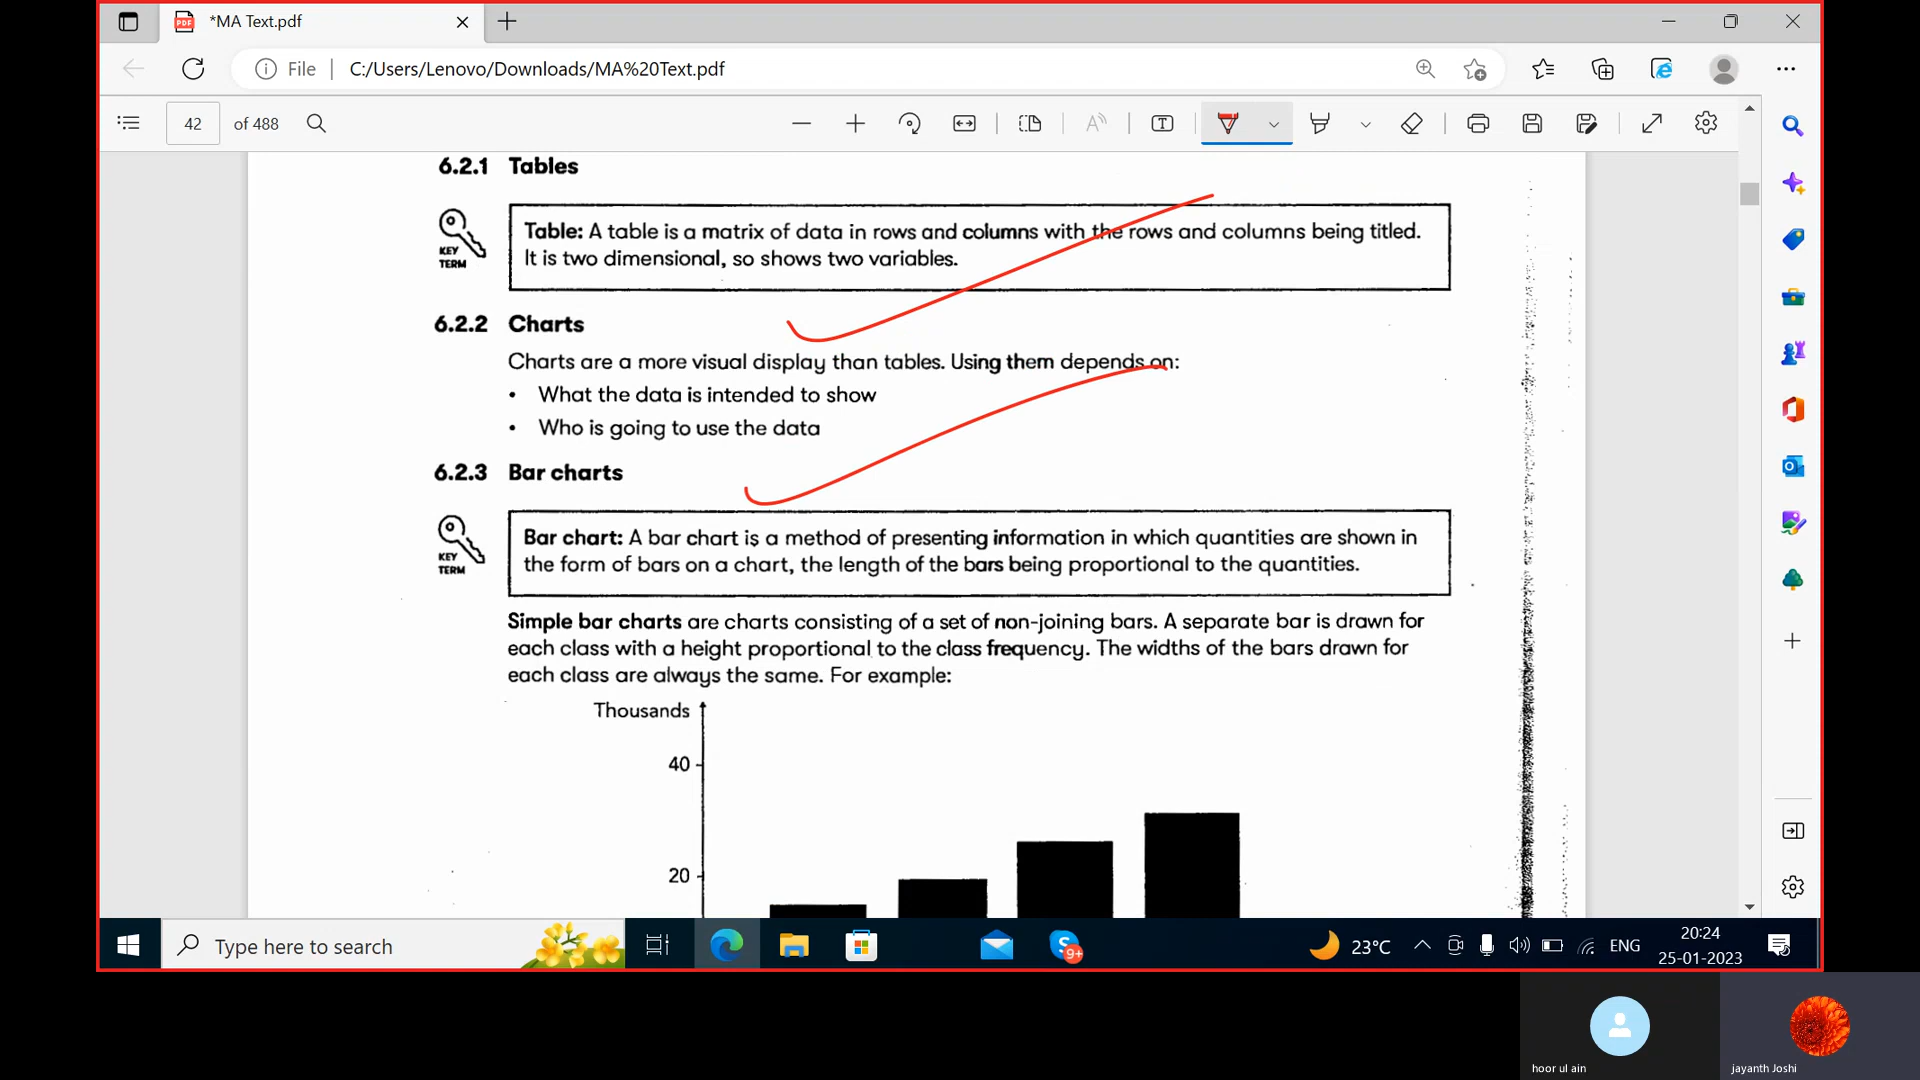 *MA Text.pdf
File
C:/Users/Lenovo/Downloads/MA%20Text.pdf
42 of 488
6.2.1 Tables
KEY TERM
Table: A table is a matrix of data in rows and columns with the rows and columns being titled.
It is two dimensional, so shows two variables.
6.2.2 Charts
Charts are a more visual display than tables. Using them depends on:
• What the data is intended to show
• Who is going to use the data
6.2.3 Bar charts
KEY TERM
Bar chart: A bar chart is a method of presenting information in which quantities are shown in
the form of bars on a chart, the length of the bars being proportional to the quantities.
Simple bar charts are charts consisting of a set of non-joining bars. A separate bar is drawn for
each class with a height proportional to the class frequency. The widths of the bars drawn for
each class are always the same. For example:
Thousands
40
20
Type here to search
9+
23°C
ENG
20:24
25-01-2023
hoor ul ain
jayanth Joshi